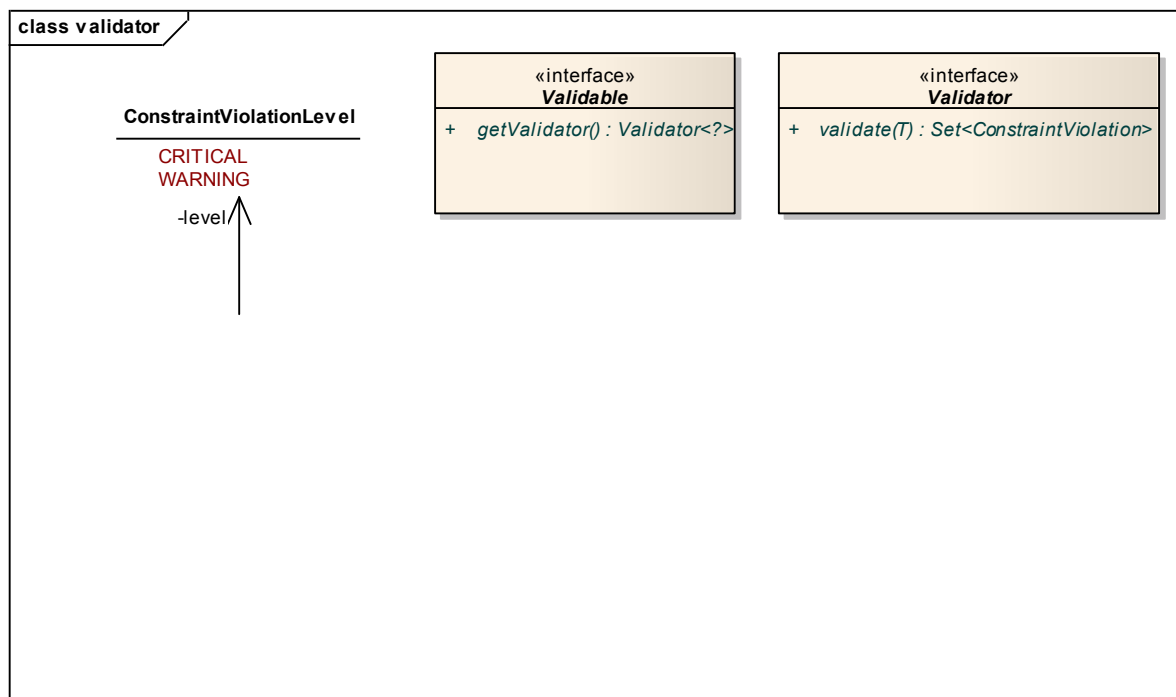 class validator
ConstraintViolationLevel
CRITICAL
WARNING
-level
«interface»
Validable
+ getValidator() : Validator<?>
«interface»
Validator
+ validate(T) : Set<ConstraintViolation>